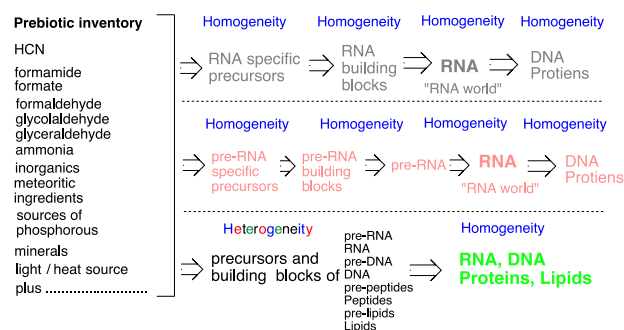 Prebiotic inventory
HCN
formamide
formate
formaldehyde
glycolaldehyde
glyceraldehyde
ammonia
inorganics
meteoritic
ingredients
sources of
phosphorous
minerals
light / heat source
plus ......................
Homogeneity Homogeneity Homogeneity Homogeneity
RNA specific
precursors
RNA
building
blocks
RNA
"RNA world"
DNA
Protiens
Homogeneity Homogeneity Homogeneity Homogeneity
pre-RNA
specific
precursors
pre-RNA
building
blocks
pre-RNA
RNA
"RNA world"
DNA
Protiens
Heterogeneity
precursors and
building blocks of
pre-RNA
RNA
pre-DNA
DNA
pre-peptides
Peptides
pre-lipids
Lipids
Homogeneity
RNA, DNA
Proteins, Lipids